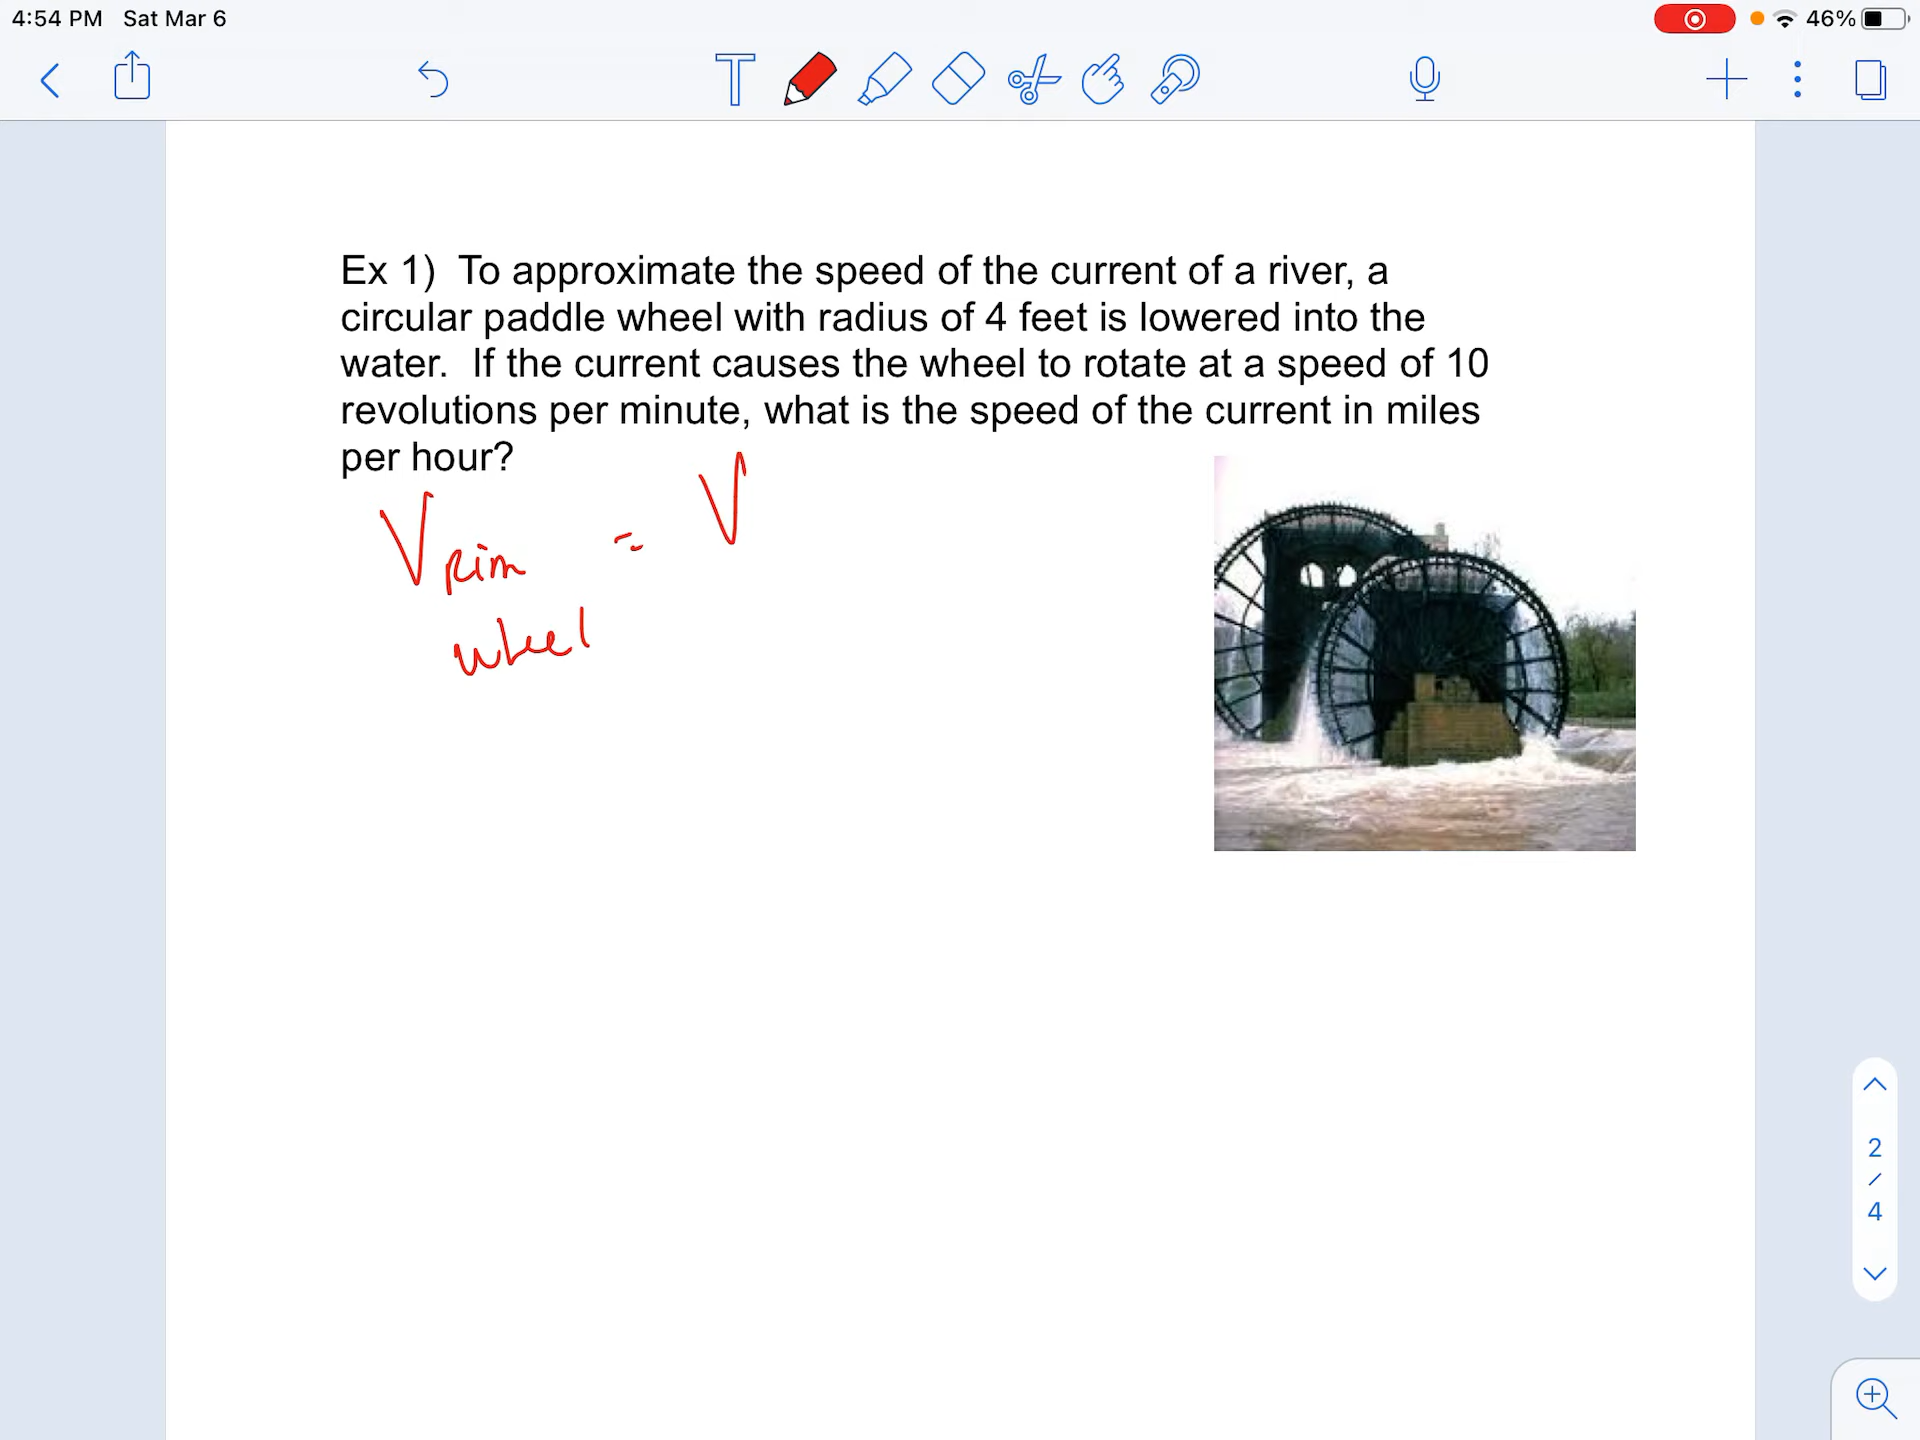 4:54 PM Sat Mar 6
46%
T
Ex 1) To approximate the speed of the current of a river, a
circular paddle wheel with radius of 4 feet is lowered into the
water. If the current causes the wheel to rotate at a speed of 10
revolutions per minute, what is the speed of the current in miles
per hour?
V Rim = V
wheel
2
/
4